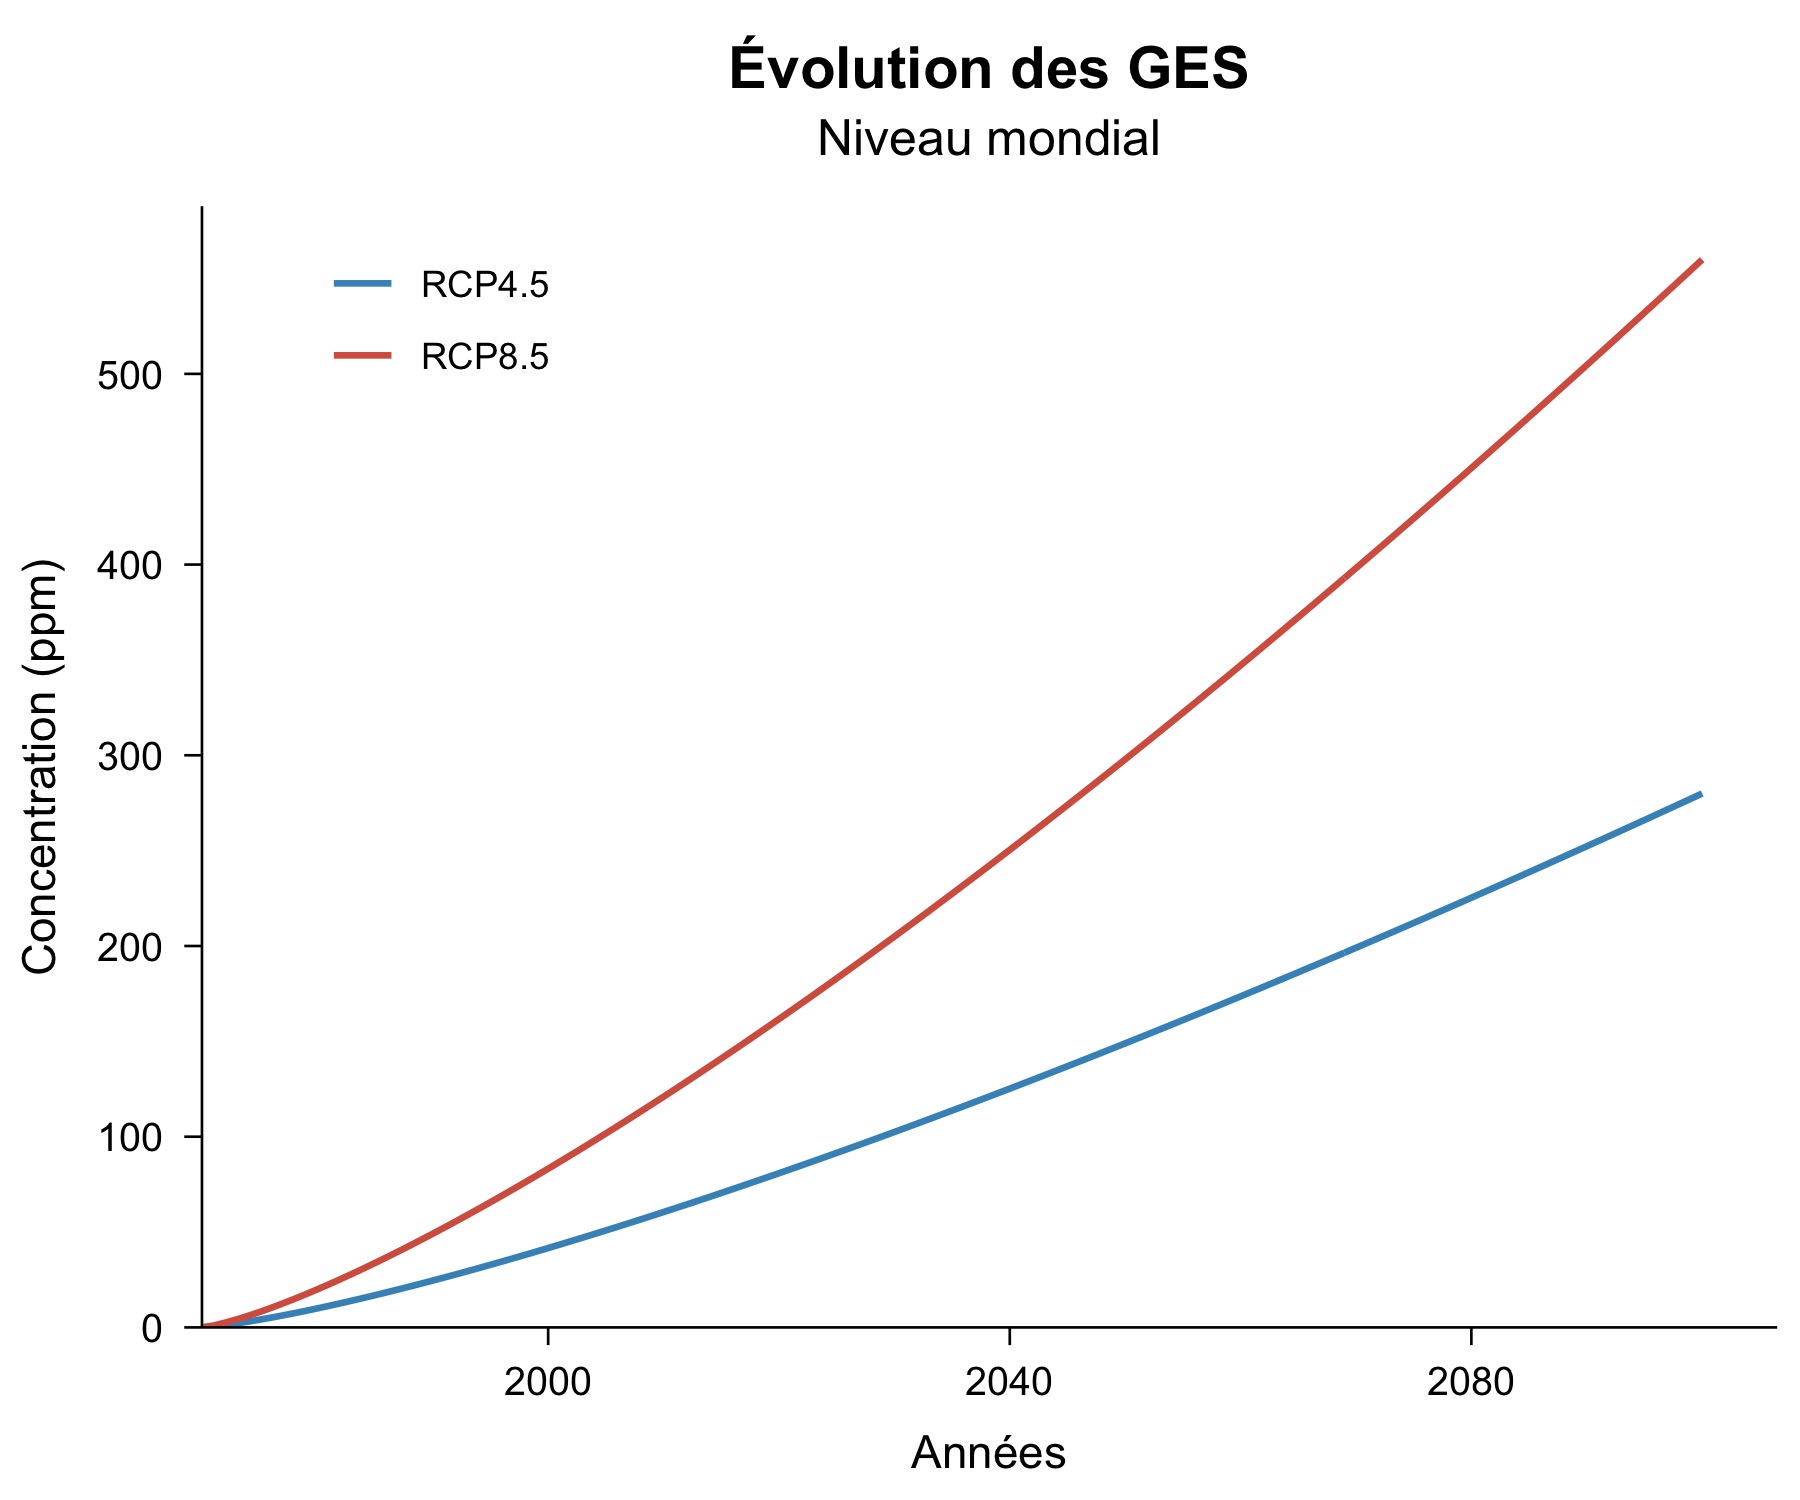 Évolution des GES
Niveau mondial
RCP4.5
RCP8.5
500
400
300
200
100
0
Concentration (ppm)
2000
2040
2080
Années